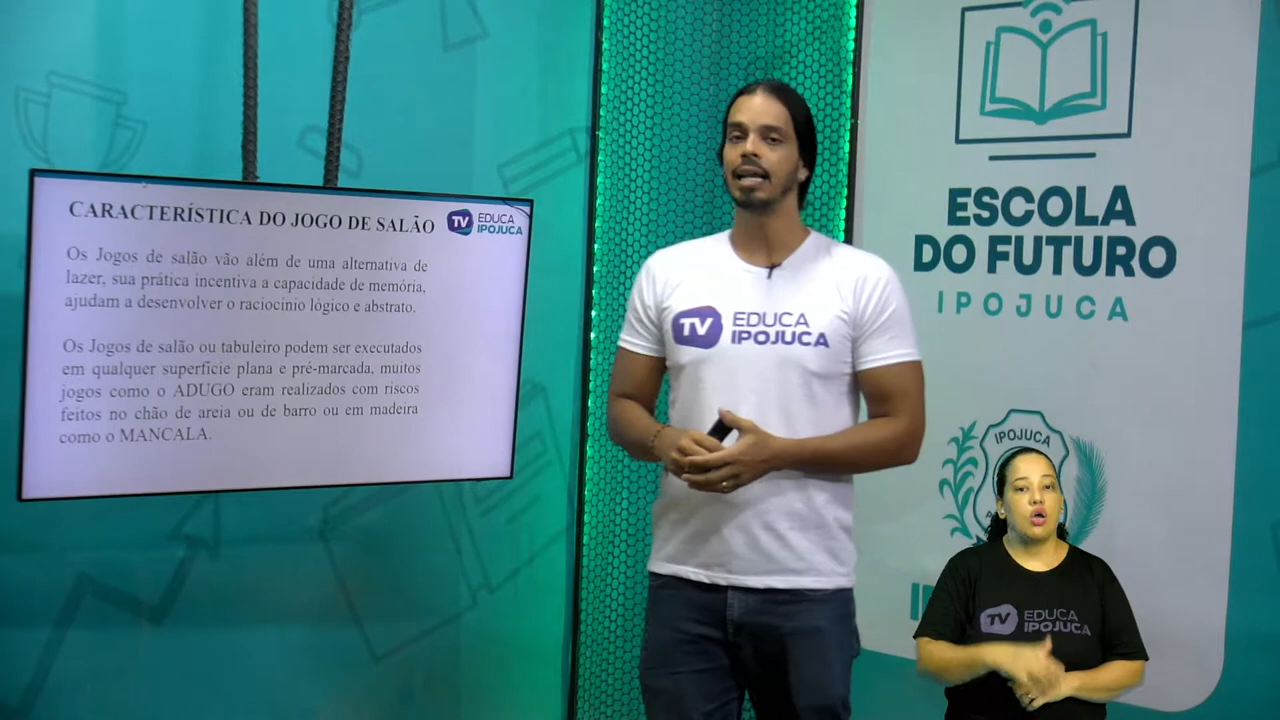 CARACTERÍSTICA DO JOGO DE SALÃO
TV EDUCA
IPOJUCA
Os Jogos de salão vão além de uma alternativa de
lazer, sua prática incentiva a capacidade de memória,
ajudam a desenvolver o raciocínio lógico e abstrato.
Os Jogos de salão ou tabuleiro podem ser executados
em qualquer superfície plana e pré-marcada, muitos
jogos como o ADUGO eram realizados com riscos
feitos no chão de areia ou de barro ou em madeira
como o MANCALA.
TV EDUCA
IPOJUCA
ESCOLA
DO FUTURO
IPOJUCA
IPOJUCA
TV EDUCA
IPOJUCA